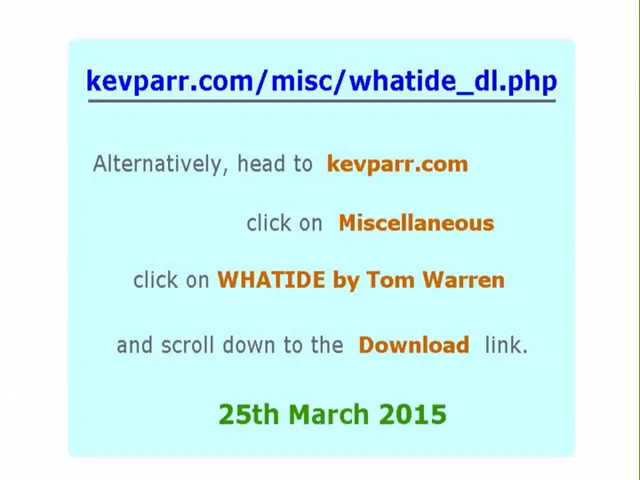 kevparr.com/misc/whatide_dl.php
Alternatively, head to kevparr.com
click on Miscellaneous
click on WHATIDE by Tom Warren
and scroll down to the Download link.
25th March 2015